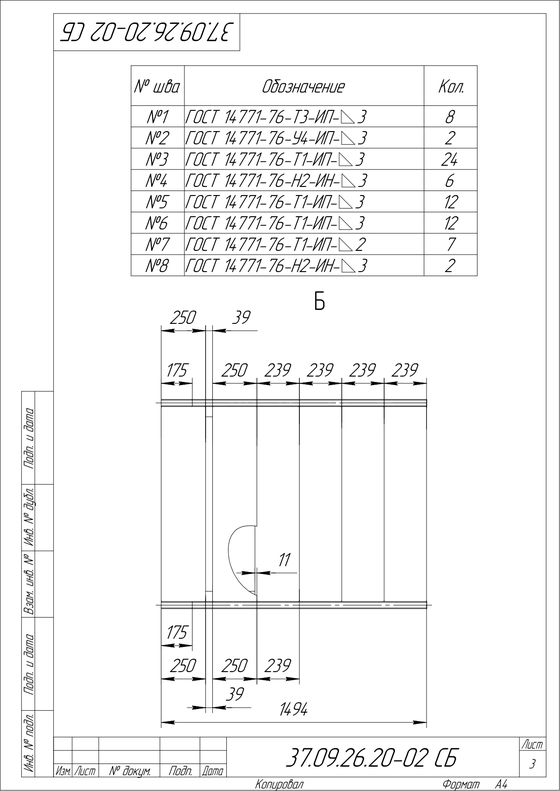 37.09.26.20-02 СБ
№ шва Обозначение Кол.
№1 ГОСТ 14771-76-Т3-ИП-◺3 8
№2 ГОСТ 14771-76-У4-ИП-◺3 2
№3 ГОСТ 14771-76-Т1-ИП-◺3 24
№4 ГОСТ 14771-76-Н2-ИН-◺3 6
№5 ГОСТ 14771-76-Т1-ИП-◺3 12
№6 ГОСТ 14771-76-Т1-ИП-◺3 12
№7 ГОСТ 14771-76-Т1-ИП-◺2 7
№8 ГОСТ 14771-76-Н2-ИН-◺3 2
Б
250 39
175 250 239 239 239 239
11
175
250 250 239
39
1494
Подп. и дата
Инв. № дубл.
Взам. инв. №
Подп. и дата
Инв. № подл.
Изм. Лист № докум. Подп. Дата
37.09.26.20-02 СБ
Лист
3
Копировал Формат А4